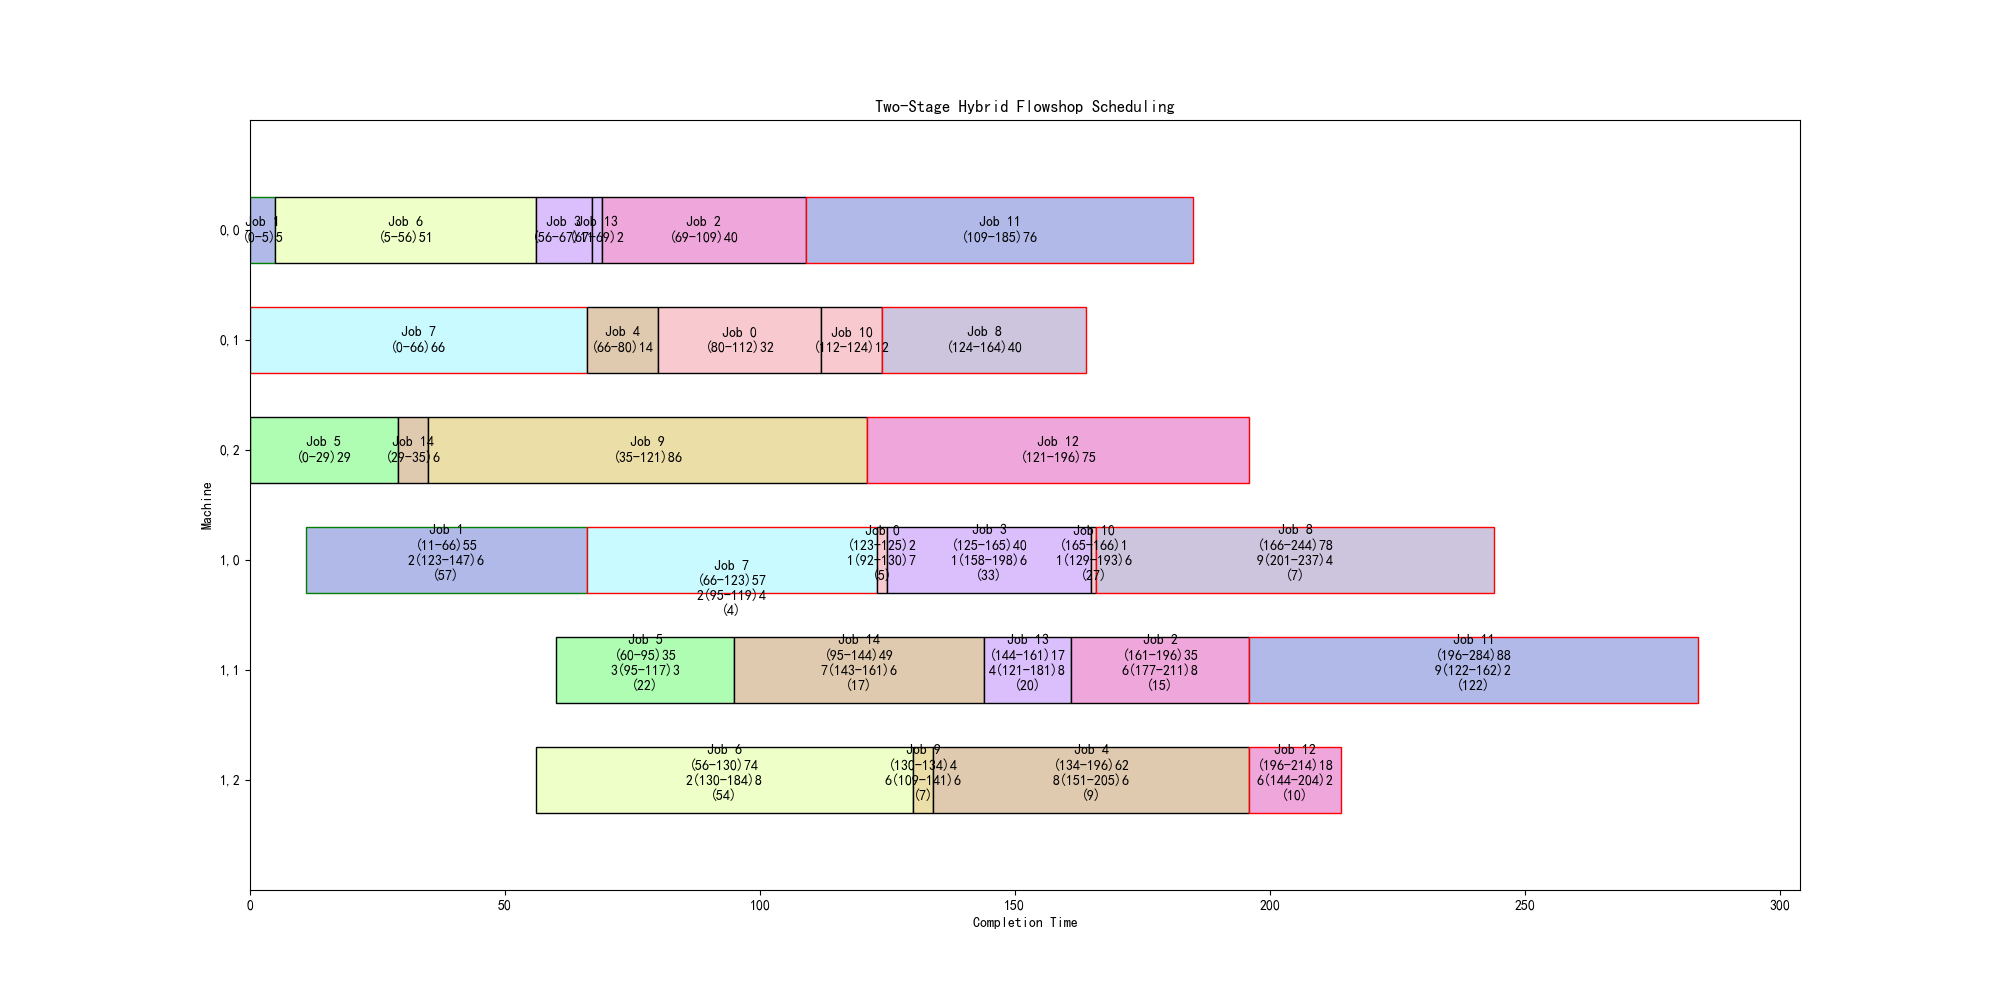 Two-Stage Hybrid Flowshop Scheduling
Machine
0,0
Job 1
(0-5)5
Job 6
(5-56)51
Job 3
(56-67)11
Job 13
(67-69)2
Job 2
(69-109)40
Job 11
(109-185)76
0,1
Job 7
(0-66)66
Job 4
(66-80)14
Job 0
(80-112)32
Job 10
(112-124)12
Job 8
(124-164)40
0,2
Job 5
(0-29)29
Job 14
(29-35)6
Job 9
(35-121)86
Job 12
(121-196)75
1,0
Job 1
(11-66)55
2(123-147)6
(57)
Job 7
(66-123)57
2(95-119)4
(4)
Job 0
(123-125)2
1(92-130)7
(5)
Job 3
(125-165)40
1(158-198)6
(33)
Job 10
(165-166)1
1(129-193)6
(27)
Job 8
(166-244)78
9(201-237)4
(7)
1,1
Job 5
(60-95)35
3(95-117)3
(22)
Job 14
(95-144)49
7(143-161)6
(17)
Job 13
(144-161)17
4(121-181)8
(20)
Job 2
(161-196)35
6(177-211)8
(15)
Job 11
(196-284)88
9(122-162)2
(122)
1,2
Job 6
(56-130)74
2(130-184)8
(54)
Job 9
(130-134)4
6(109-141)6
(7)
Job 4
(134-196)62
8(151-205)6
(9)
Job 12
(196-214)18
6(144-204)2
(10)
0
50
100
150
200
250
300
Completion Time